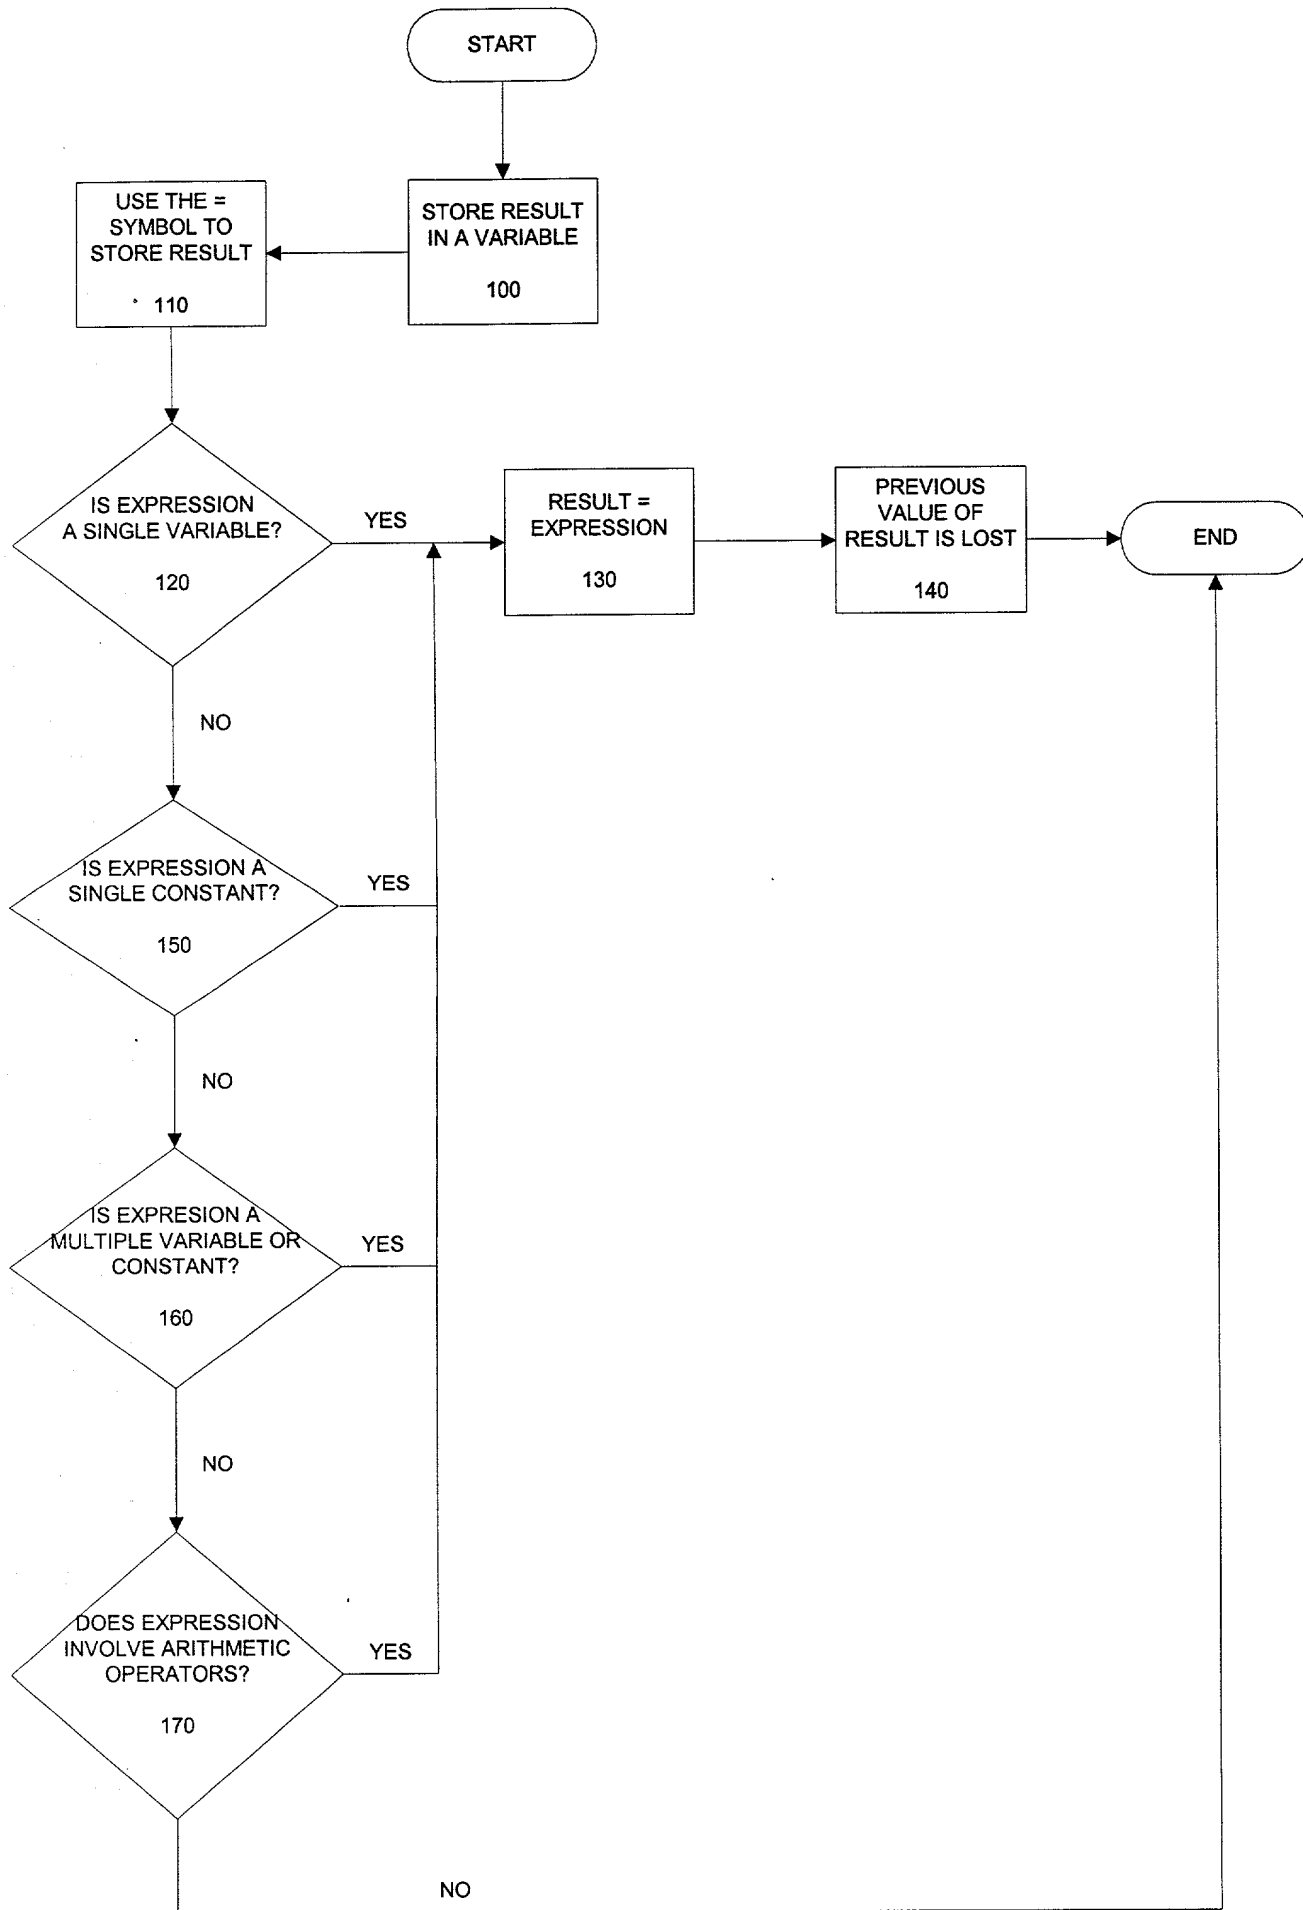 START
STORE RESULT
IN A VARIABLE
100
USE THE =
SYMBOL TO
STORE RESULT
110
IS EXPRESSION
A SINGLE VARIABLE?
120
YES
RESULT =
EXPRESSION
130
PREVIOUS
VALUE OF
RESULT IS LOST
140
END
NO
IS EXPRESSION A
SINGLE CONSTANT?
150
YES
NO
IS EXPRESION A
MULTIPLE VARIABLE OR
CONSTANT?
160
YES
NO
DOES EXPRESSION
INVOLVE ARITHMETIC
OPERATORS?
170
YES
NO